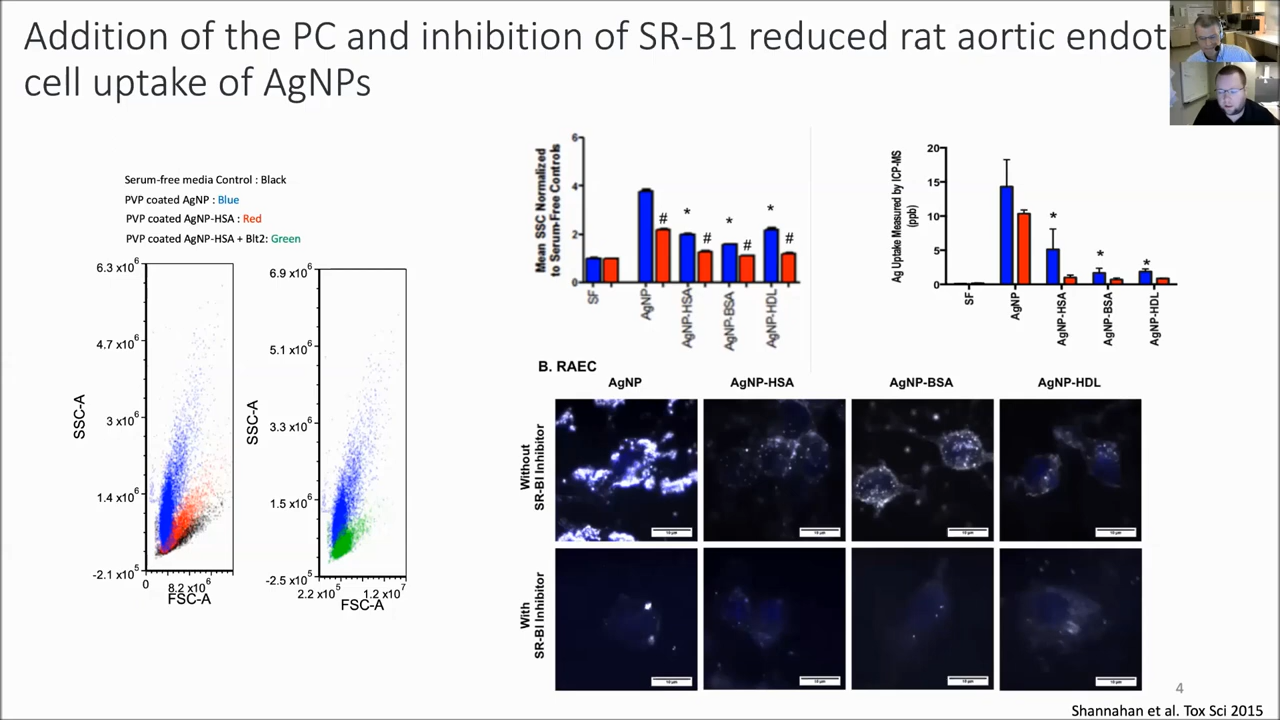 Addition of the PC and inhibition of SR-B1 reduced rat aortic endot
cell uptake of AgNPs
Serum-free media Control : Black
PVP coated AgNP : Blue
PVP coated AgNP-HSA : Red
PVP coated AgNP-HSA + Blt2: Green
6.3 x10⁶
4.7 x10⁶
3 x10⁶
1.4 x10⁶
-2.1 x10⁵
SSC-A
0
8.2 x10⁶
FSC-A
6.9 x10⁶
5.1 x10⁶
3.3 x10⁶
1.5 x10⁶
-2.5 x10⁵
SSC-A
2.2 x10⁵
1.2 x10⁷
FSC-A
Mean SSC Normalized
to Serum-Free Controls
6
4
2
0
#
*
#
*
#
*
#
SF
AgNP
AgNP-HSA
AgNP-BSA
AgNP-HDL
Ag Uptake Measured by ICP-MS
(ppb)
20
15
10
5
0
*
*
*
SF
AgNP
AgNP-HSA
AgNP-BSA
AgNP-HDL
B. RAEC
AgNP
AgNP-HSA
AgNP-BSA
AgNP-HDL
Without
SR-BI Inhibitor
With
SR-BI Inhibitor
4
Shannahan et al. Tox Sci 2015